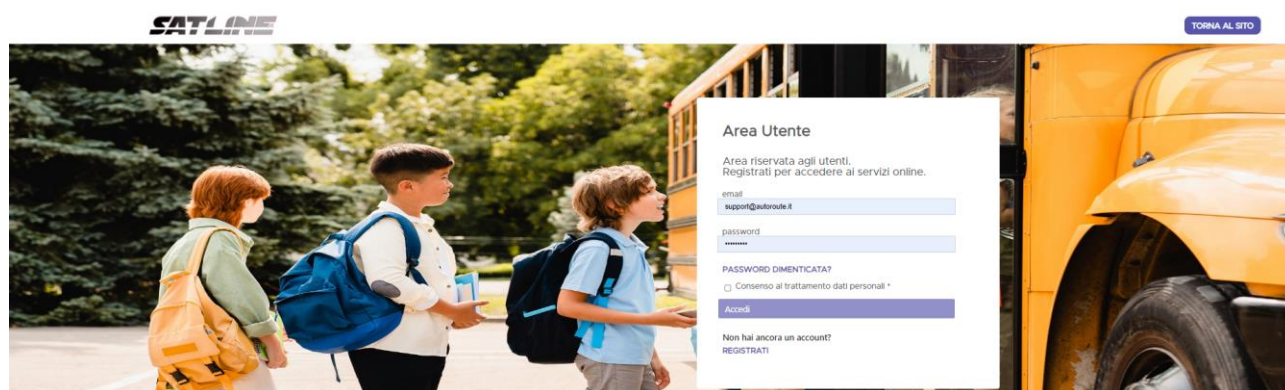 SATLINE
TORNA AL SITO
Area Utente
Area riservata agli utenti.
Registrati per accedere ai servizi online.
email
support@autoroute.it
password
•••••••••
PASSWORD DIMENTICATA?
Consenso al trattamento dati personali *
Accedi
Non hai ancora un account?
REGISTRATI